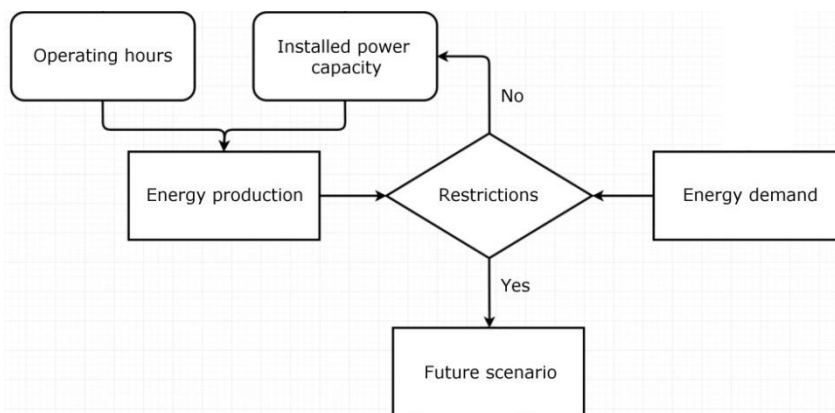 Operating hours
Installed power
capacity
No
Energy production
Restrictions
Energy demand
Yes
Future scenario